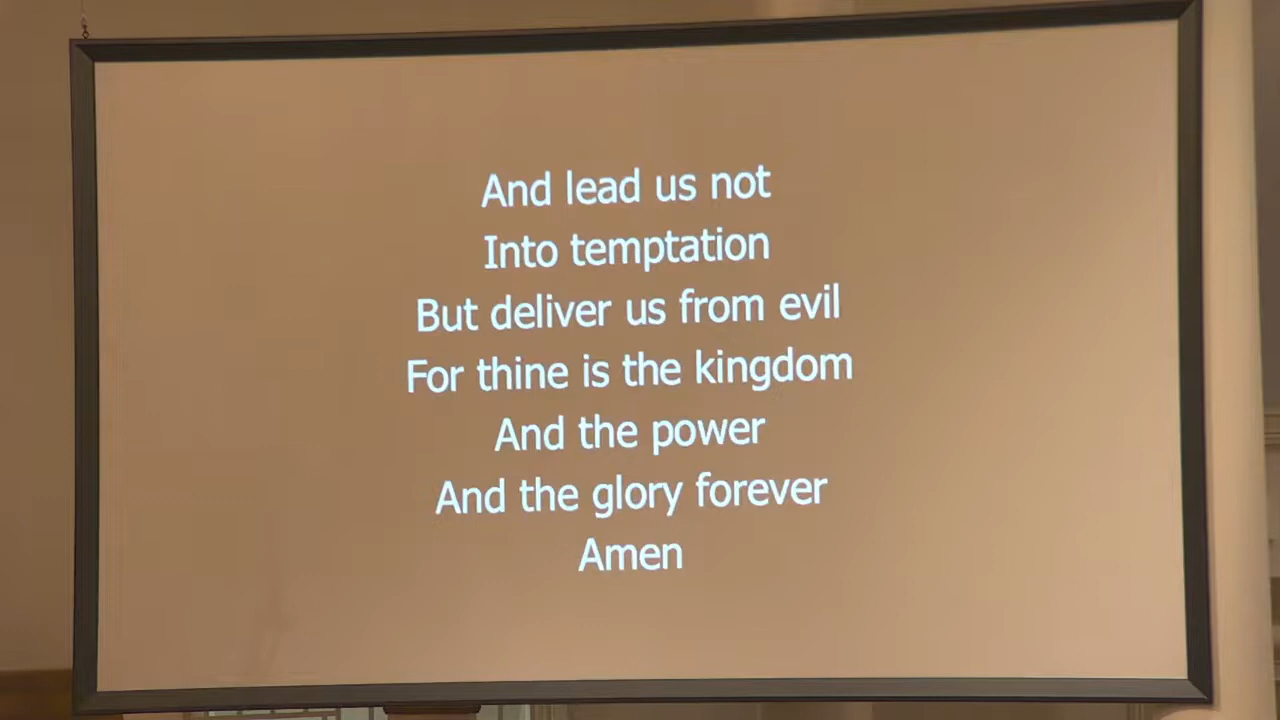 And lead us not
Into temptation
But deliver us from evil
For thine is the kingdom
And the power
And the glory forever
Amen